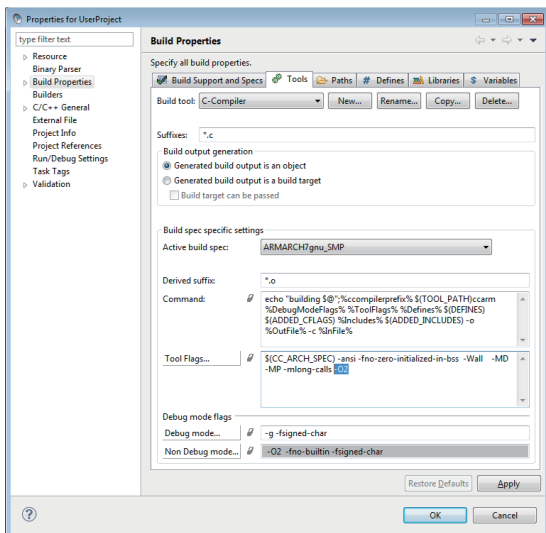 Properties for UserProject
type filter text
Resource
Binary Parser
Build Properties
Builders
C/C++ General
External File
Project Info
Project References
Run/Debug Settings
Task Tags
Validation
Build Properties
Specify all build properties.
Build Support and Specs Tools Paths # Defines Libraries $ Variables
Build tool: C-Compiler New... Rename... Copy... Delete...
Suffixes: *.c
Build output generation
Generated build output is an object
Generated build output is a build target
Build target can be passed
Build spec specific settings
Active build spec: ARMARCH7gnu_SMP
Derived suffix: *.o
Command: echo "building $@";%ccompilerprefix% $(TOOL_PATH)ccarm
%DebugModeFlags% %ToolFlags% %Defines% $(DEFINES)
$(ADDED_CFLAGS) %Includes% $(ADDED_INCLUDES) -o
%OutFile% -c %InFile%
Tool Flags... $(CC_ARCH_SPEC) -ansi -fno-zero-initialized-in-bss -Wall -MD
-MP -mlong-calls -O2
Debug mode flags
Debug mode... -g -fsigned-char
Non Debug mode... -O2 -fno-builtin -fsigned-char
Restore Defaults Apply
? OK Cancel